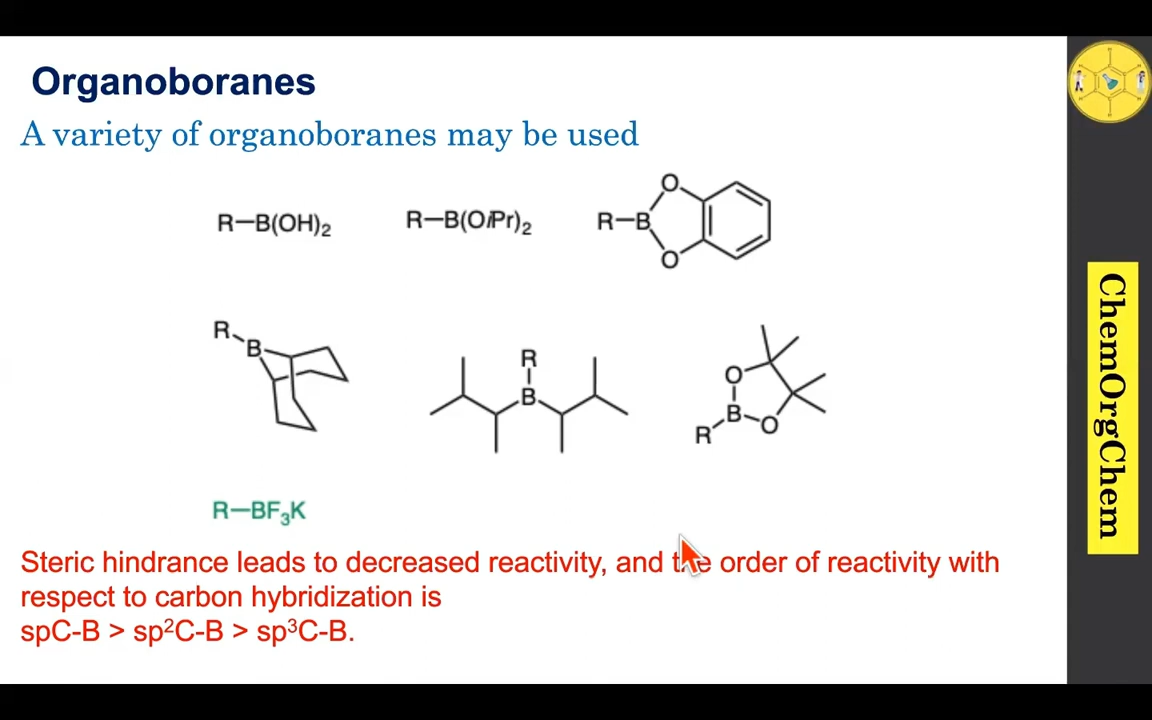 Organoboranes
A variety of organoboranes may be used
R—B(OH)₂
R—B(OiPr)₂
R—B
O
O
R
B
R
B
O
B
O
R
R—BF₃K
Steric hindrance leads to decreased reactivity, and the order of reactivity with
respect to carbon hybridization is
spC-B > sp²C-B > sp³C-B.
ChemOrgChem